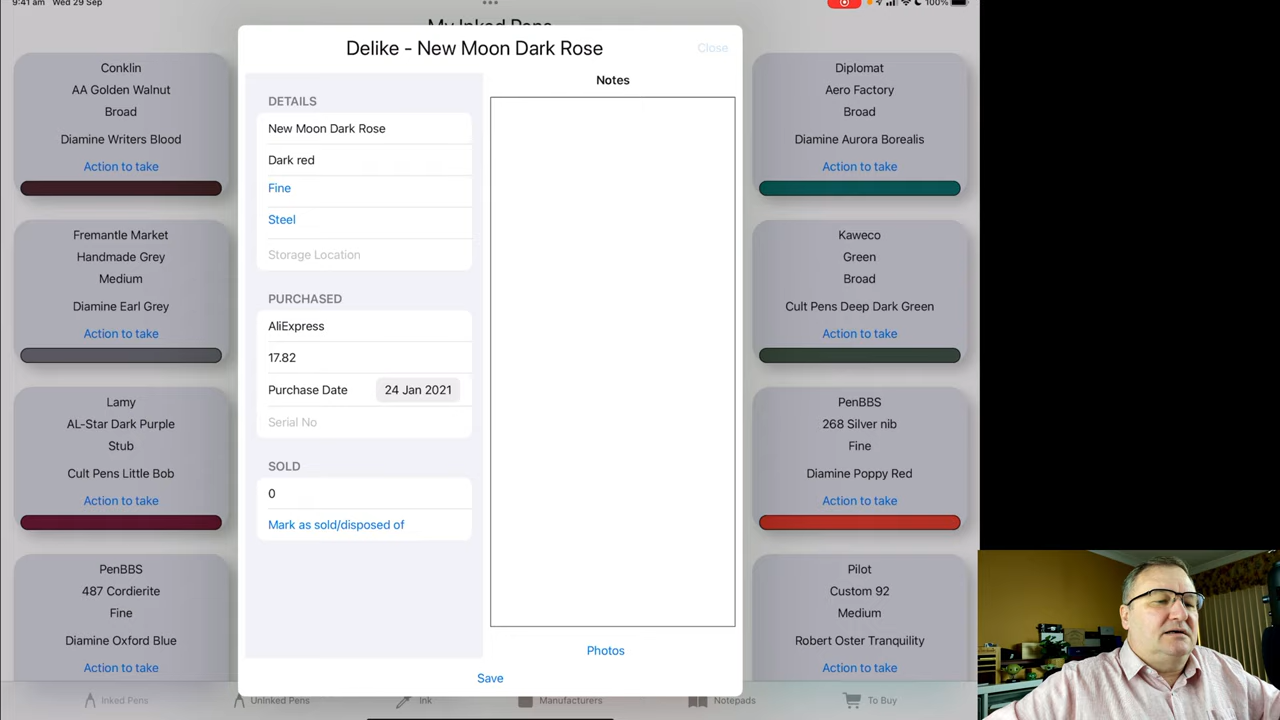 9:41 am Wed 29 Sep
100%
My Inked Pens
Delike - New Moon Dark Rose
Close
DETAILS
New Moon Dark Rose
Dark red
Fine
Steel
Storage Location
PURCHASED
AliExpress
17.82
Purchase Date 24 Jan 2021
Serial No
SOLD
0
Mark as sold/disposed of
Notes
Photos
Save
Conklin
AA Golden Walnut
Broad
Diamine Writers Blood
Action to take
Fremantle Market
Handmade Grey
Medium
Diamine Earl Grey
Action to take
Lamy
AL-Star Dark Purple
Stub
Cult Pens Little Bob
Action to take
PenBBS
487 Cordierite
Fine
Diamine Oxford Blue
Action to take
Diplomat
Aero Factory
Broad
Diamine Aurora Borealis
Action to take
Kaweco
Green
Broad
Cult Pens Deep Dark Green
Action to take
PenBBS
268 Silver nib
Fine
Diamine Poppy Red
Action to take
Pilot
Custom 92
Medium
Robert Oster Tranquility
Action to take
Inked Pens
UnInked Pens
Ink
Manufacturers
Notepads
To Buy